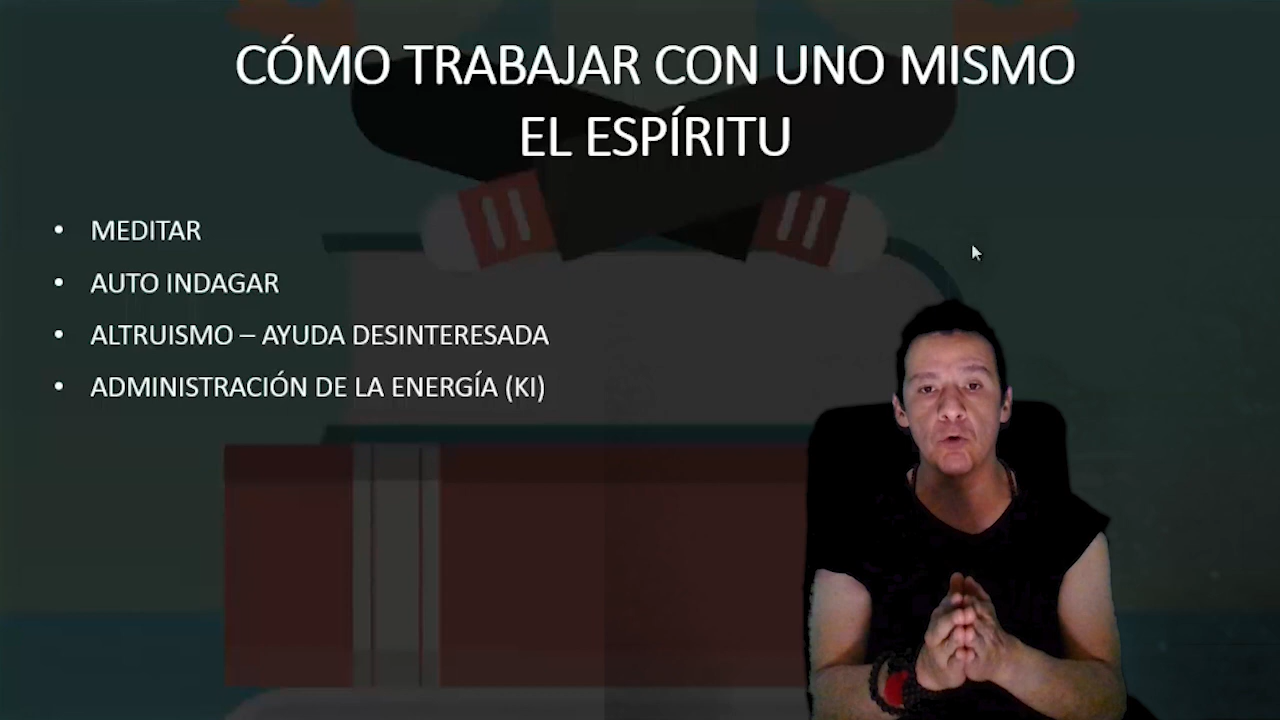 CÓMO TRABAJAR CON UNO MISMO
EL ESPÍRITU
• MEDITAR
• AUTO INDAGAR
• ALTRUISMO – AYUDA DESINTERESADA
• ADMINISTRACIÓN DE LA ENERGÍA (KI)